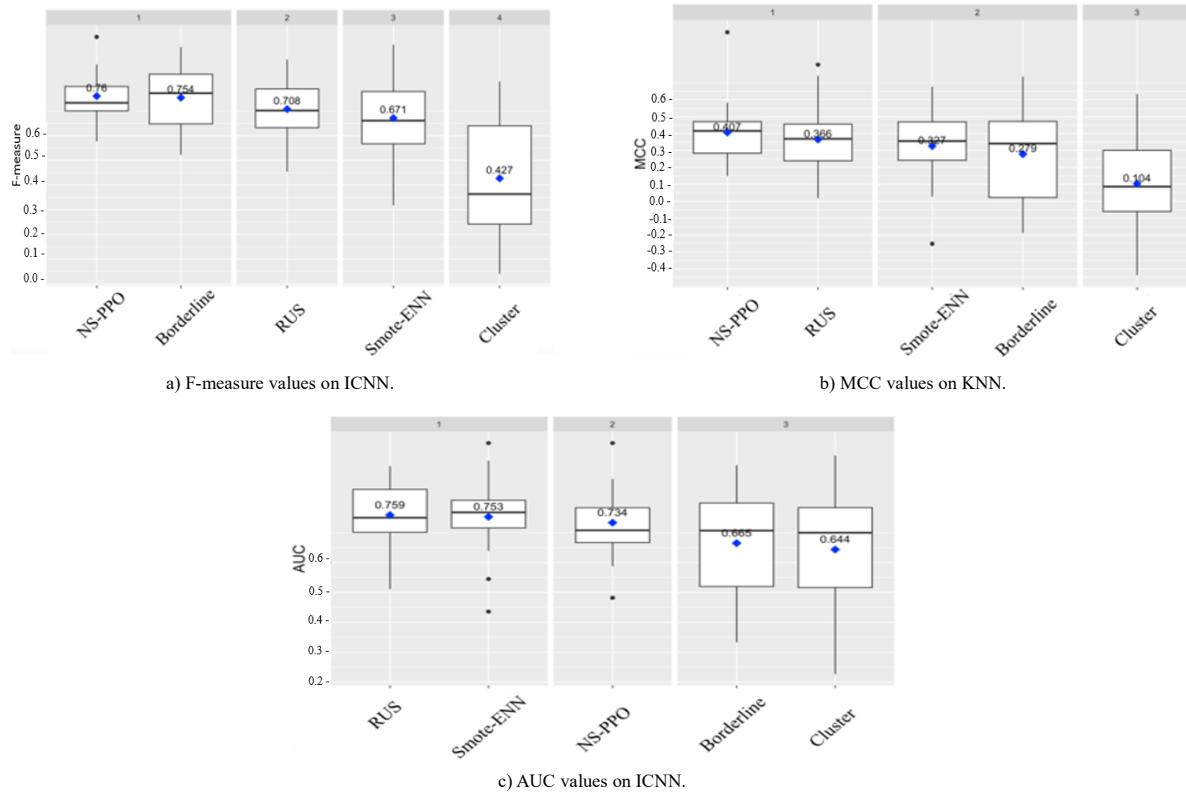 1 2 3 4
0.76 0.754 0.708 0.671 0.427
F-measure
0.6 -
0.5 -
0.4 -
0.3 -
0.2 -
0.1 -
0.0 -
NS-PPO Borderline RUS Smote-ENN Cluster
a) F-measure values on ICNN.
1 2 3
0.407 0.366 0.327 0.279 0.104
MCC
0.6 -
0.5 -
0.4 -
0.3 -
0.2 -
0.1 -
0.0 -
-0.1-
-0.2 -
-0.3 -
-0.4 -
NS-PPO RUS Smote-ENN Borderline Cluster
b) MCC values on KNN.
1 2 3
0.759 0.753 0.734 0.665 0.644
AUC
0.6 -
0.5 -
0.4 -
0.3 -
0.2 -
RUS Smote-ENN NS-PPO Borderline Cluster
c) AUC values on ICNN.